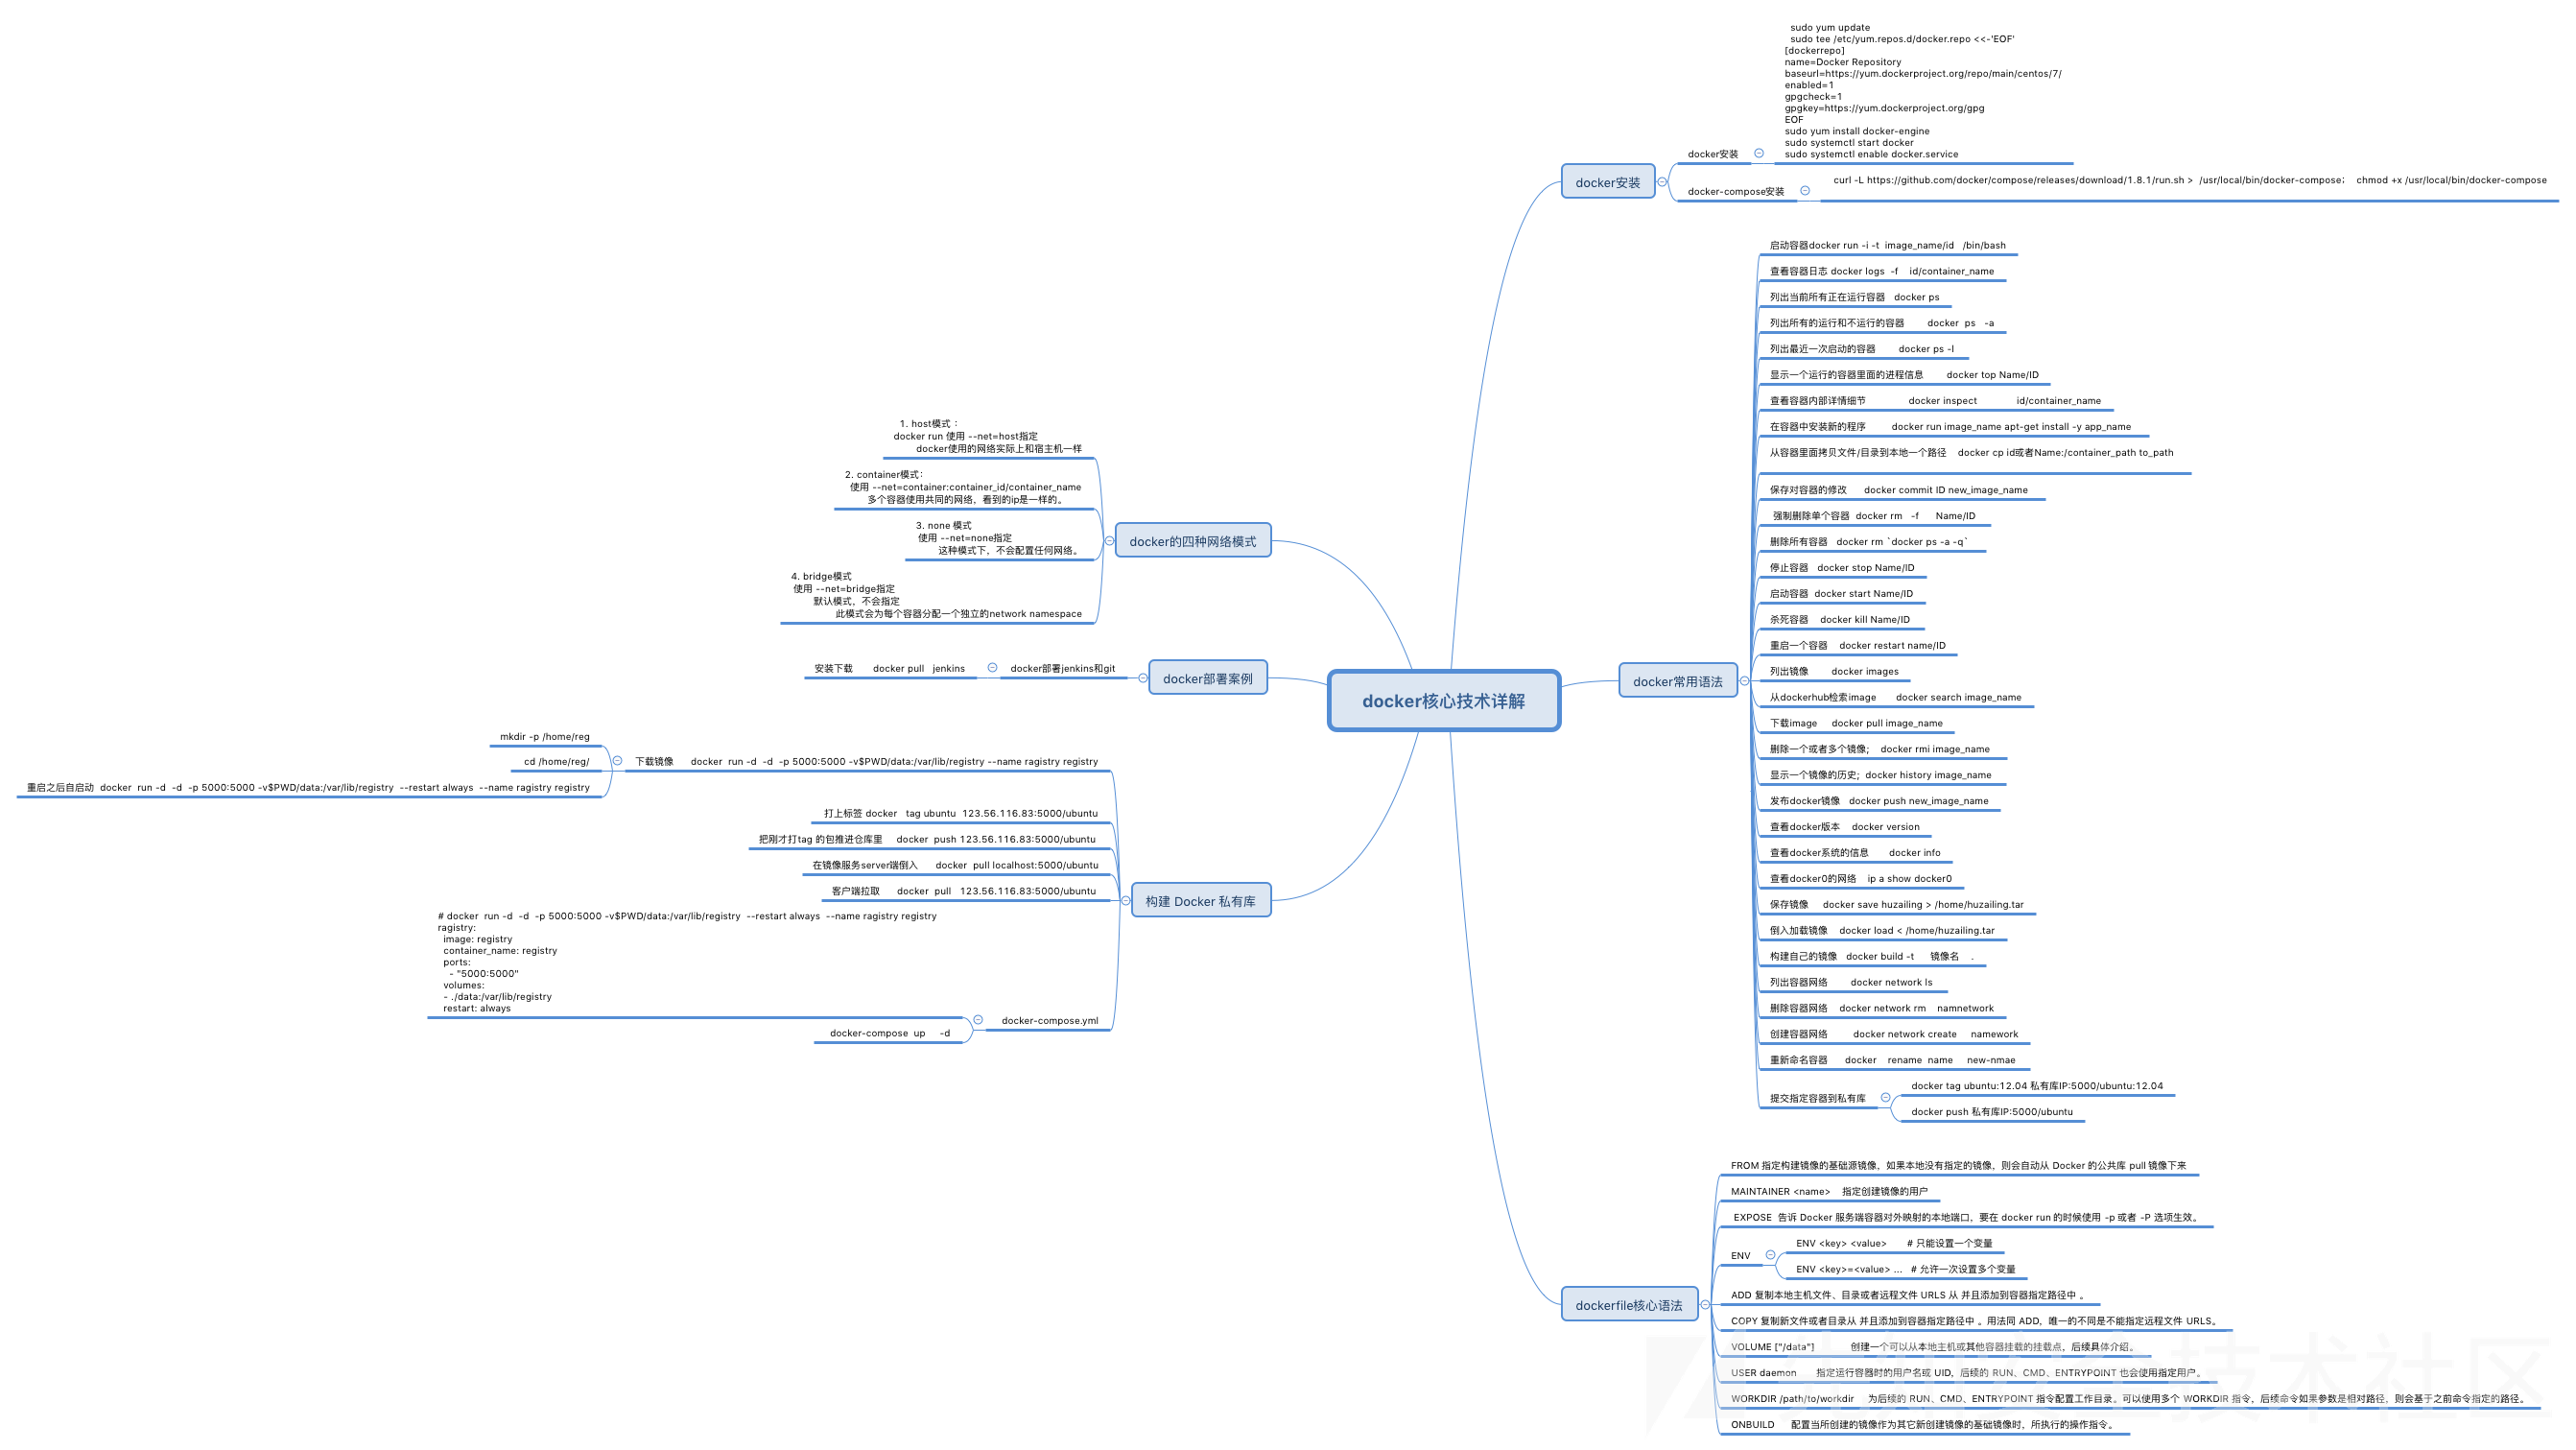 docker核心技术详解
docker安装
docker安装
sudo yum update
sudo tee /etc/yum.repos.d/docker.repo <<-'EOF'
[dockerrepo]
name=Docker Repository
baseurl=https://yum.dockerproject.org/repo/main/centos/7/
enabled=1
gpgcheck=1
gpgkey=https://yum.dockerproject.org/gpg
EOF
sudo yum install docker-engine
sudo systemctl start docker
sudo systemctl enable docker.service
docker-compose安装
curl -L https://github.com/docker/compose/releases/download/1.8.1/run.sh > /usr/local/bin/docker-compose; chmod +x /usr/local/bin/docker-compose
docker常用语法
启动容器docker run -i -t image_name/id /bin/bash
查看容器日志 docker logs -f id/container_name
列出当前所有正在运行容器 docker ps
列出所有的运行和不运行的容器 docker ps -a
列出最近一次启动的容器 docker ps -l
显示一个运行的容器里面的进程信息 docker top Name/ID
查看容器内部详情细节 docker inspect id/container_name
在容器中安装新的程序 docker run image_name apt-get install -y app_name
从容器里面拷贝文件/目录到本地一个路径 docker cp id或者Name:/container_path to_path
保存对容器的修改 docker commit ID new_image_name
强制删除单个容器 docker rm -f Name/ID
删除所有容器 docker rm `docker ps -a -q`
停止容器 docker stop Name/ID
启动容器 docker start Name/ID
杀死容器 docker kill Name/ID
重启一个容器 docker restart name/ID
列出镜像 docker images
从dockerhub检索image docker search image_name
下载image docker pull image_name
删除一个或者多个镜像; docker rmi image_name
显示一个镜像的历史; docker history image_name
发布docker镜像 docker push new_image_name
查看docker版本 docker version
查看docker系统的信息 docker info
查看docker0的网络 ip a show docker0
保存镜像 docker save huzailing > /home/huzailing.tar
倒入加载镜像 docker load < /home/huzailing.tar
构建自己的镜像 docker build -t 镜像名 .
列出容器网络 docker network ls
删除容器网络 docker network rm namnetwork
创建容器网络 docker network create namework
重新命名容器 docker rename name new-nmae
提交指定容器到私有库
docker tag ubuntu:12.04 私有库IP:5000/ubuntu:12.04
docker push 私有库IP:5000/ubuntu
dockerfile核心语法
FROM 指定构建镜像的基础源镜像，如果本地没有指定的镜像，则会自动从 Docker 的公共库 pull 镜像下来
MAINTAINER <name> 指定创建镜像的用户
EXPOSE 告诉 Docker 服务端容器对外映射的本地端口，要在 docker run 的时候使用 -p 或者 -P 选项生效。
ENV
ENV <key> <value> # 只能设置一个变量
ENV <key>=<value> ... # 允许一次设置多个变量
ADD 复制本地主机文件、目录或者远程文件 URLS 从 并且添加到容器指定路径中 。
COPY 复制新文件或者目录从 并且添加到容器指定路径中 。用法同 ADD，唯一的不同是不能指定远程文件 URLS。
VOLUME ["/data"] 创建一个可以从本地主机或其他容器挂载的挂载点，后续具体介绍。
USER daemon 指定运行容器时的用户名或 UID，后续的 RUN、CMD、ENTRYPOINT 也会使用指定用户。
WORKDIR /path/to/workdir 为后续的 RUN、CMD、ENTRYPOINT 指令配置工作目录。可以使用多个 WORKDIR 指令，后续命令如果参数是相对路径，则会基于之前命令指定的路径。
ONBUILD 配置当所创建的镜像作为其它新创建镜像的基础镜像时，所执行的操作指令。
docker的四种网络模式
1. host模式 :
docker run 使用 --net=host指定
docker使用的网络实际上和宿主机一样
2. container模式:
使用 --net=container:container_id/container_name
多个容器使用共同的网络，看到的ip是一样的。
3. none 模式
使用 --net=none指定
这种模式下，不会配置任何网络。
4. bridge模式
使用 --net=bridge指定
默认模式，不会指定
此模式会为每个容器分配一个独立的network namespace
docker部署案例
docker部署jenkins和git
安装下载 docker pull jenkins
构建 Docker 私有库
下载镜像 docker run -d -d -p 5000:5000 -v$PWD/data:/var/lib/registry --name ragistry registry
mkdir -p /home/reg
cd /home/reg/
重启之后自启动 docker run -d -d -p 5000:5000 -v$PWD/data:/var/lib/registry --restart always --name ragistry registry
打上标签 docker tag ubuntu 123.56.116.83:5000/ubuntu
把刚才打tag 的包推进仓库里 docker push 123.56.116.83:5000/ubuntu
在镜像服务server端倒入 docker pull localhost:5000/ubuntu
客户端拉取 docker pull 123.56.116.83:5000/ubuntu
docker-compose.yml
# docker run -d -d -p 5000:5000 -v$PWD/data:/var/lib/registry --restart always --name ragistry registry
ragistry:
image: registry
container_name: registry
ports:
- "5000:5000"
volumes:
- ./data:/var/lib/registry
restart: always
docker-compose up -d
技术社区